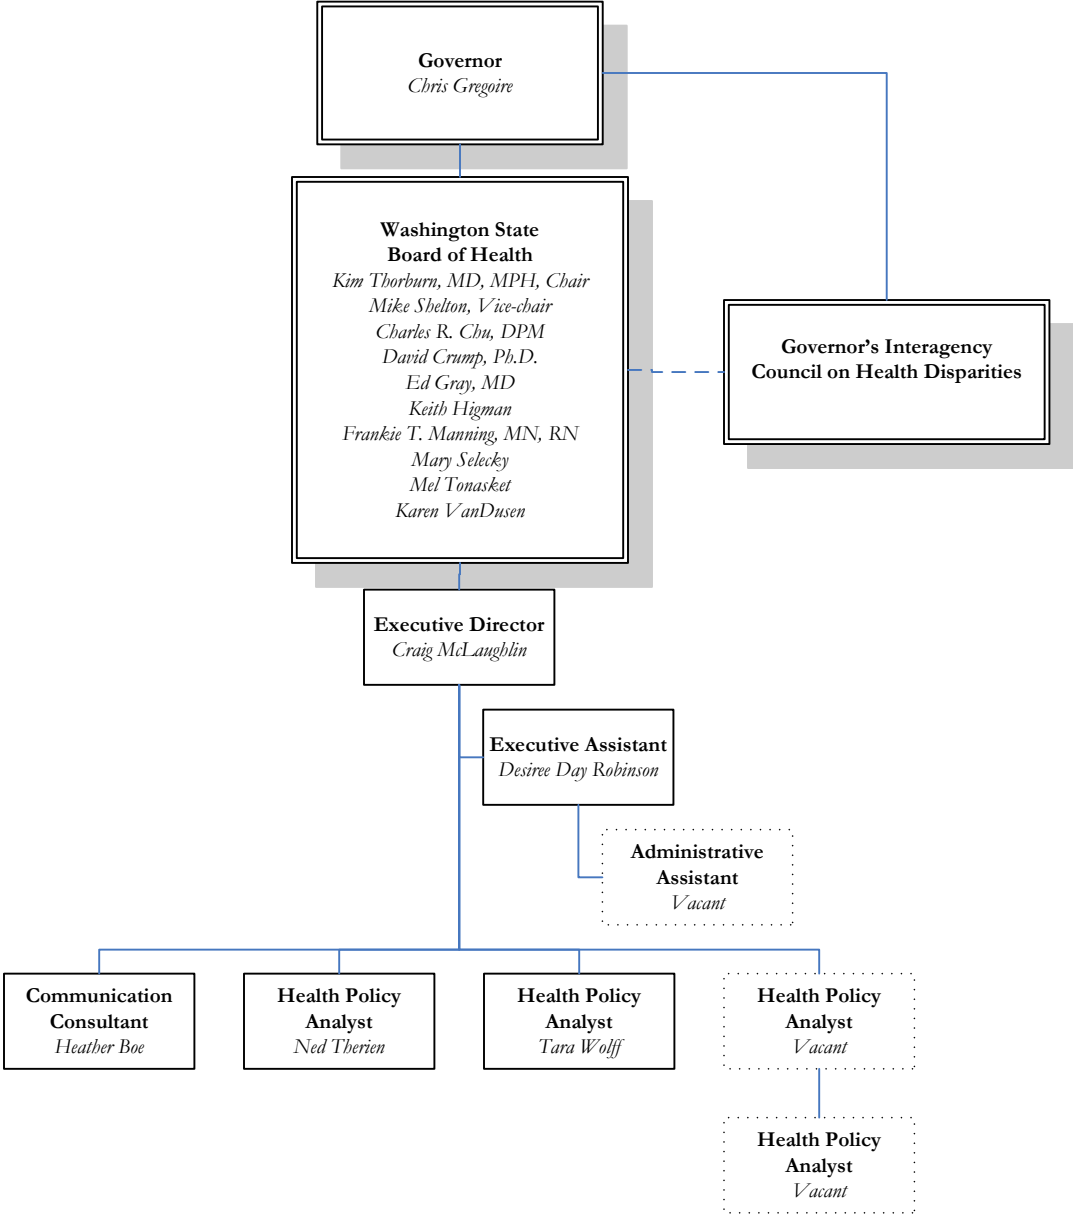 Governor
Chris Gregoire
Washington State
Board of Health
Kim Thorburn, MD, MPH, Chair
Mike Shelton, Vice-chair
Charles R. Chu, DPM
David Crump, Ph.D.
Ed Gray, MD
Keith Higman
Frankie T. Manning, MN, RN
Mary Selecky
Mel Tonasket
Karen VanDusen
Governor’s Interagency
Council on Health Disparities
Executive Director
Craig McLaughlin
Executive Assistant
Desiree Day Robinson
Administrative
Assistant
Vacant
Communication
Consultant
Heather Boe
Health Policy
Analyst
Ned Therien
Health Policy
Analyst
Tara Wolff
Health Policy
Analyst
Vacant
Health Policy
Analyst
Vacant